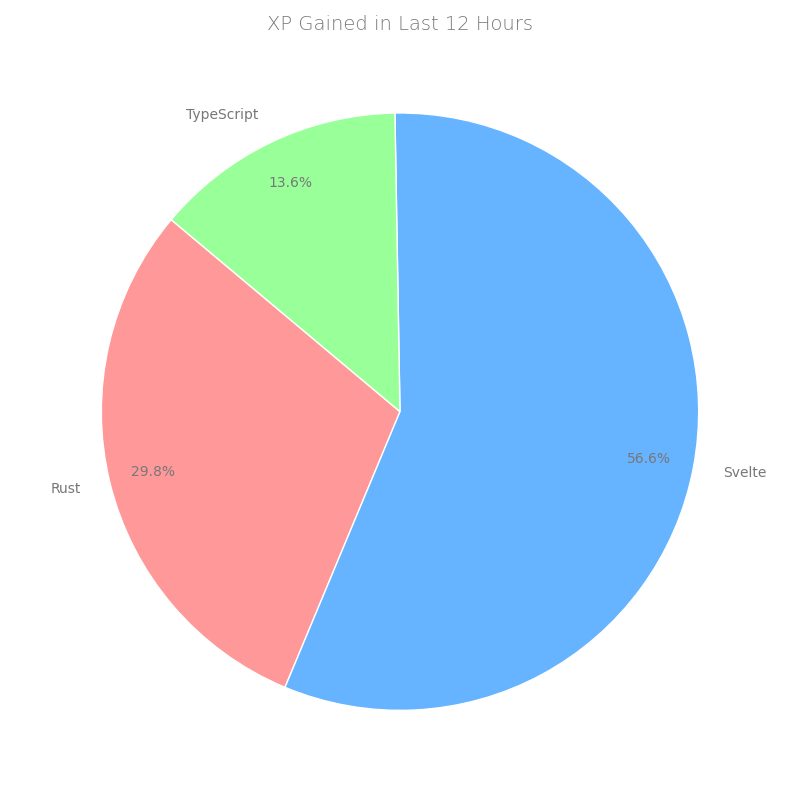 XP Gained in Last 12 Hours
TypeScript
13.6%
56.6%
Svelte
29.8%
Rust